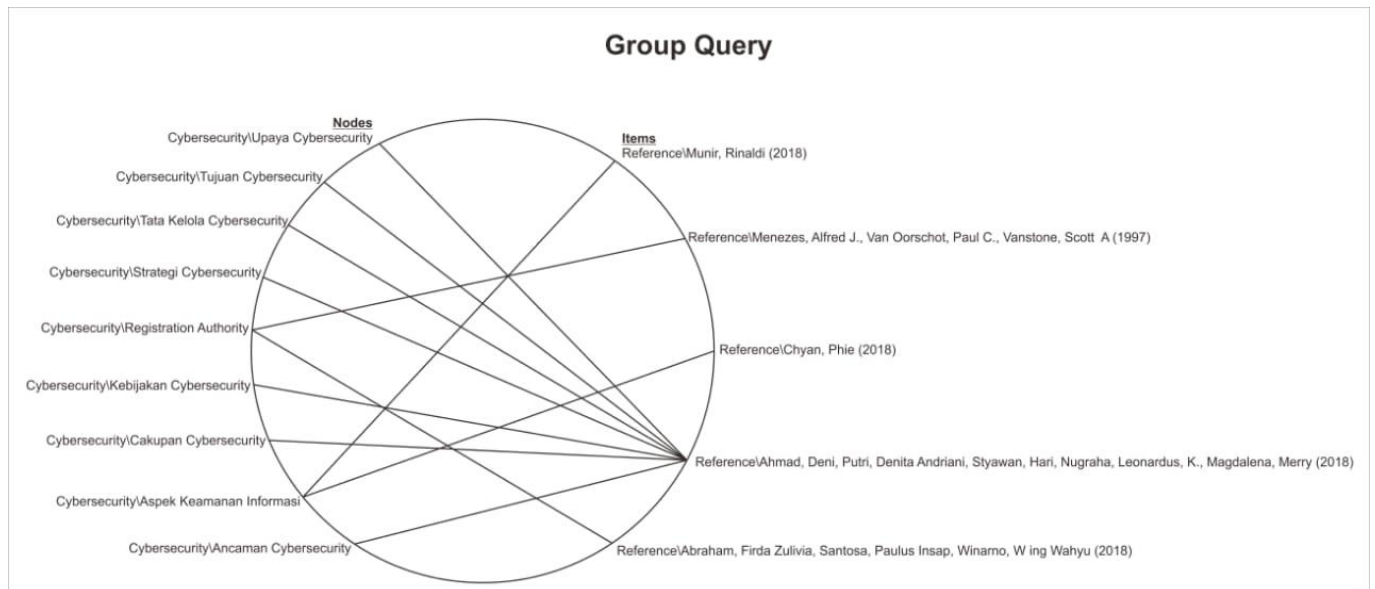 Group Query
Nodes
Cybersecurity\Upaya Cybersecurity
Cybersecurity\Tujuan Cybersecurity
Cybersecurity\Tata Kelola Cybersecurity
Cybersecurity\Strategi Cybersecurity
Cybersecurity\Registration Authority
Cybersecurity\Kebijakan Cybersecurity
Cybersecurity\Cakupan Cybersecurity
Cybersecurity\Aspek Keamanan Informasi
Cybersecurity\Ancaman Cybersecurity
Items
Reference\Munir, Rinaldi (2018)
Reference\Menezes, Alfred J., Van Oorschot, Paul C., Vanstone, Scott A (1997)
Reference\Chyan, Phie (2018)
Reference\Ahmad, Deni, Putri, Denita Andriani, Styawan, Hari, Nugraha, Leonardus, K., Magdalena, Merry (2018)
Reference\Abraham, Firda Zulivia, Santosa, Paulus Insap, Winarno, W ing Wahyu (2018)